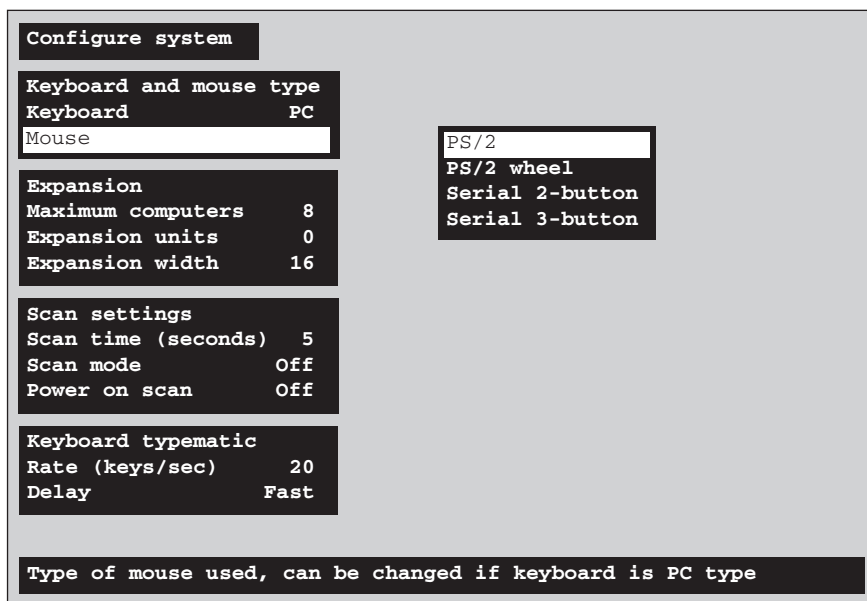 Configure system
Keyboard and mouse type
Keyboard PC
Mouse
PS/2
PS/2 wheel
Serial 2-button
Serial 3-button
Expansion
Maximum computers 8
Expansion units 0
Expansion width 16
Scan settings
Scan time (seconds) 5
Scan mode Off
Power on scan Off
Keyboard typematic
Rate (keys/sec) 20
Delay Fast
Type of mouse used, can be changed if keyboard is PC type